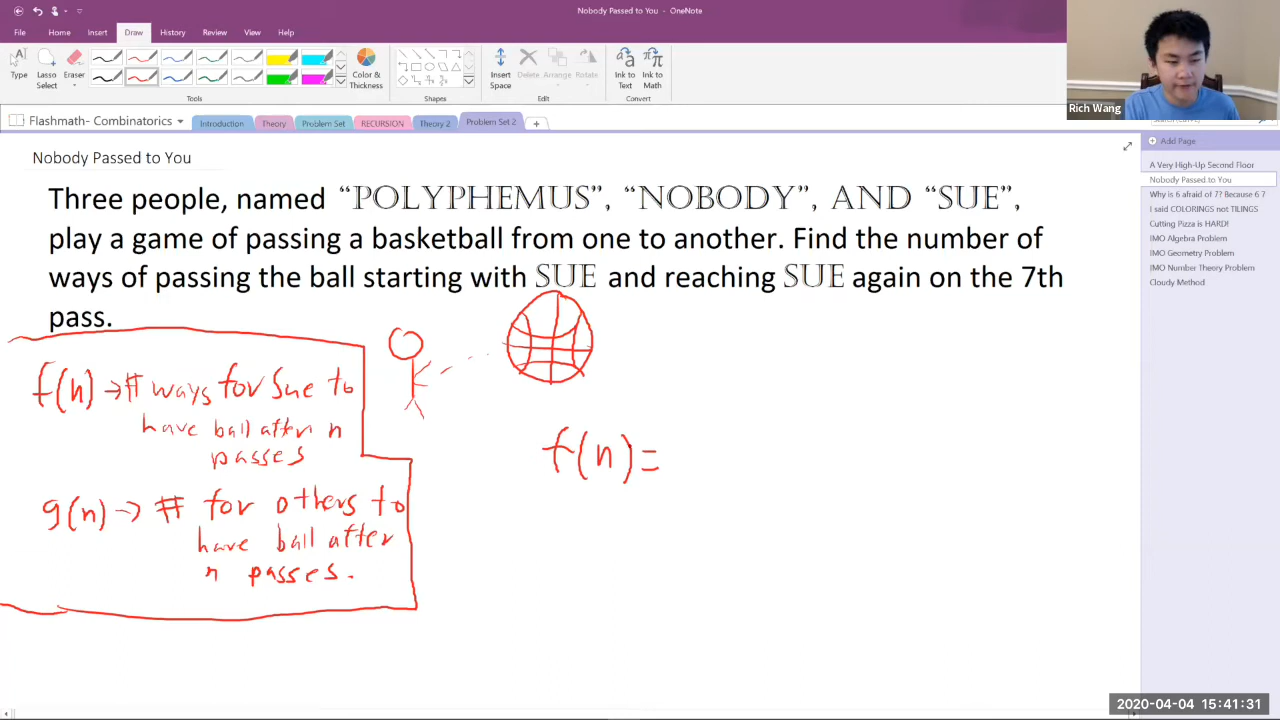 Nobody Passed to You - OneNote
File Home Insert Draw History Review View Help
Type
Lasso Select
Eraser
Color & Thickness
Insert Space
Delete
Arrange
Rotate
Ink to Text
Ink to Math
Tools
Shapes
Edit
Convert
Rich Wang
Flashmath- Combinatorics
Introduction Theory Problem Set RECURSION Theory 2 Problem Set 2
Add Page
A Very High-Up Second Floor
Nobody Passed to You
Why is 6 afraid of 7? Because 6 7
I said COLORINGS not TILINGS
Cutting Pizza is HARD!
IMO Algebra Problem
IMO Geometry Problem
IMO Number Theory Problem
Cloudy Method
Nobody Passed to You
Three people, named “POLYPHEMUS”, “NOBODY”, AND “SUE”,
play a game of passing a basketball from one to another. Find the number of
ways of passing the ball starting with SUE and reaching SUE again on the 7th
pass.
f(n) → # ways for Sue to
have ball after n
passes
g(n) → # for others to
have ball after
n passes.
f(n) =
2020-04-04 15:41:31